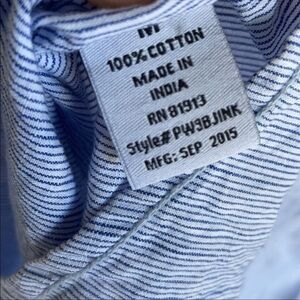 M
100% COTTON
MADE IN
INDIA
RN 81913
Style# PW3BJINK
MFG: SEP 2015